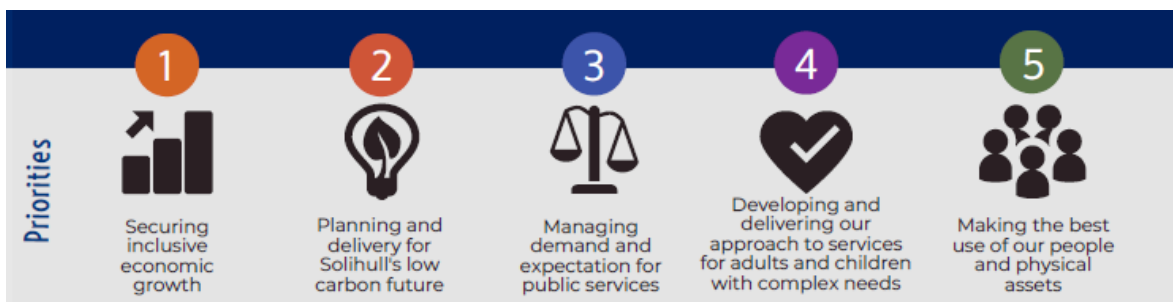 Priorities
1
Securing
inclusive
economic
growth
2
Planning and
delivery for
Solihull's low
carbon future
3
Managing
demand and
expectation for
public services
4
Developing and
delivering our
approach to services
for adults and children
with complex needs
5
Making the best
use of our people
and physical
assets